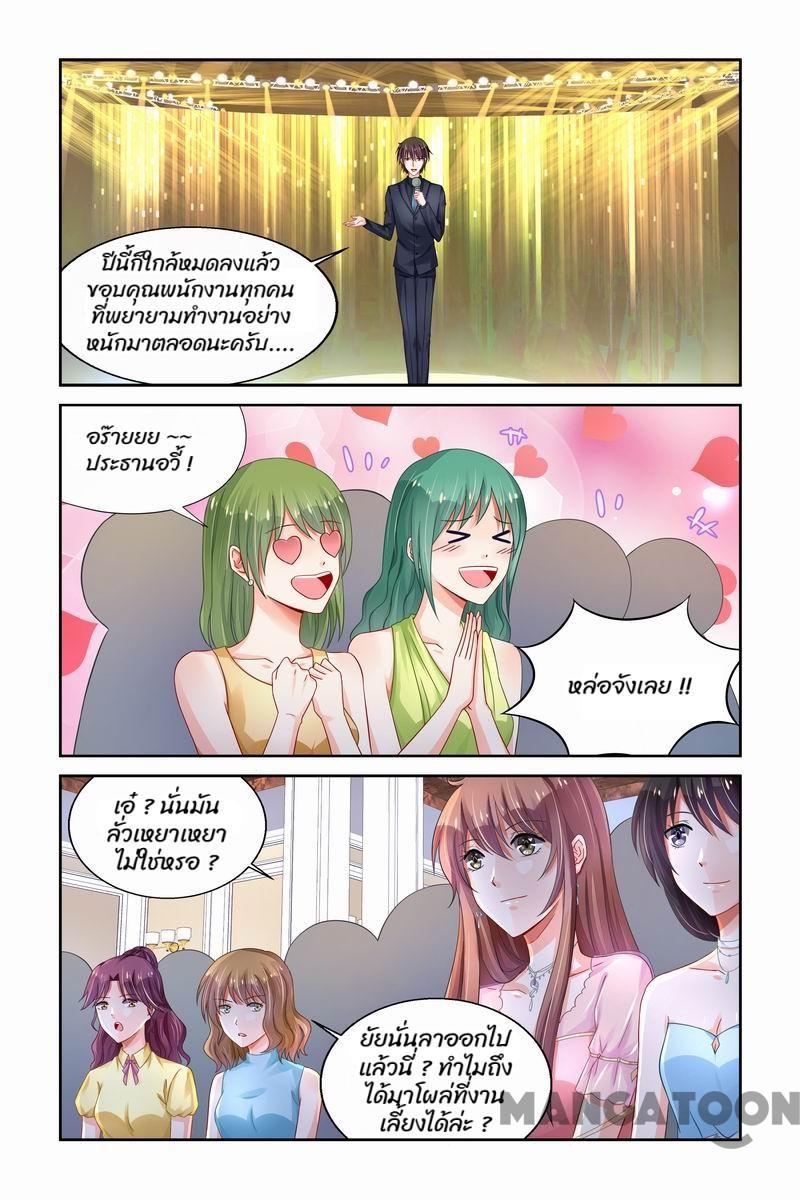 ปีนี้ก็ใกล้หมดลงแล้ว
ขอบคุณพนักงานทุกคน
ที่พยายามทำงานอย่าง
หนักมาตลอดนะครับ....
อร๊ายยย ~~
ประธานอวี้ !
หล่อจังเลย !!
เอ๋ ? นั่นมัน
ลั่วเหยาเหยา
ไม่ใช่หรอ ?
ยัยนั่นลาออกไป
แล้วนี่ ? ทำไมถึง
ได้มาโผล่ที่งาน
เลี้ยงได้ล่ะ ?
MANGATOON